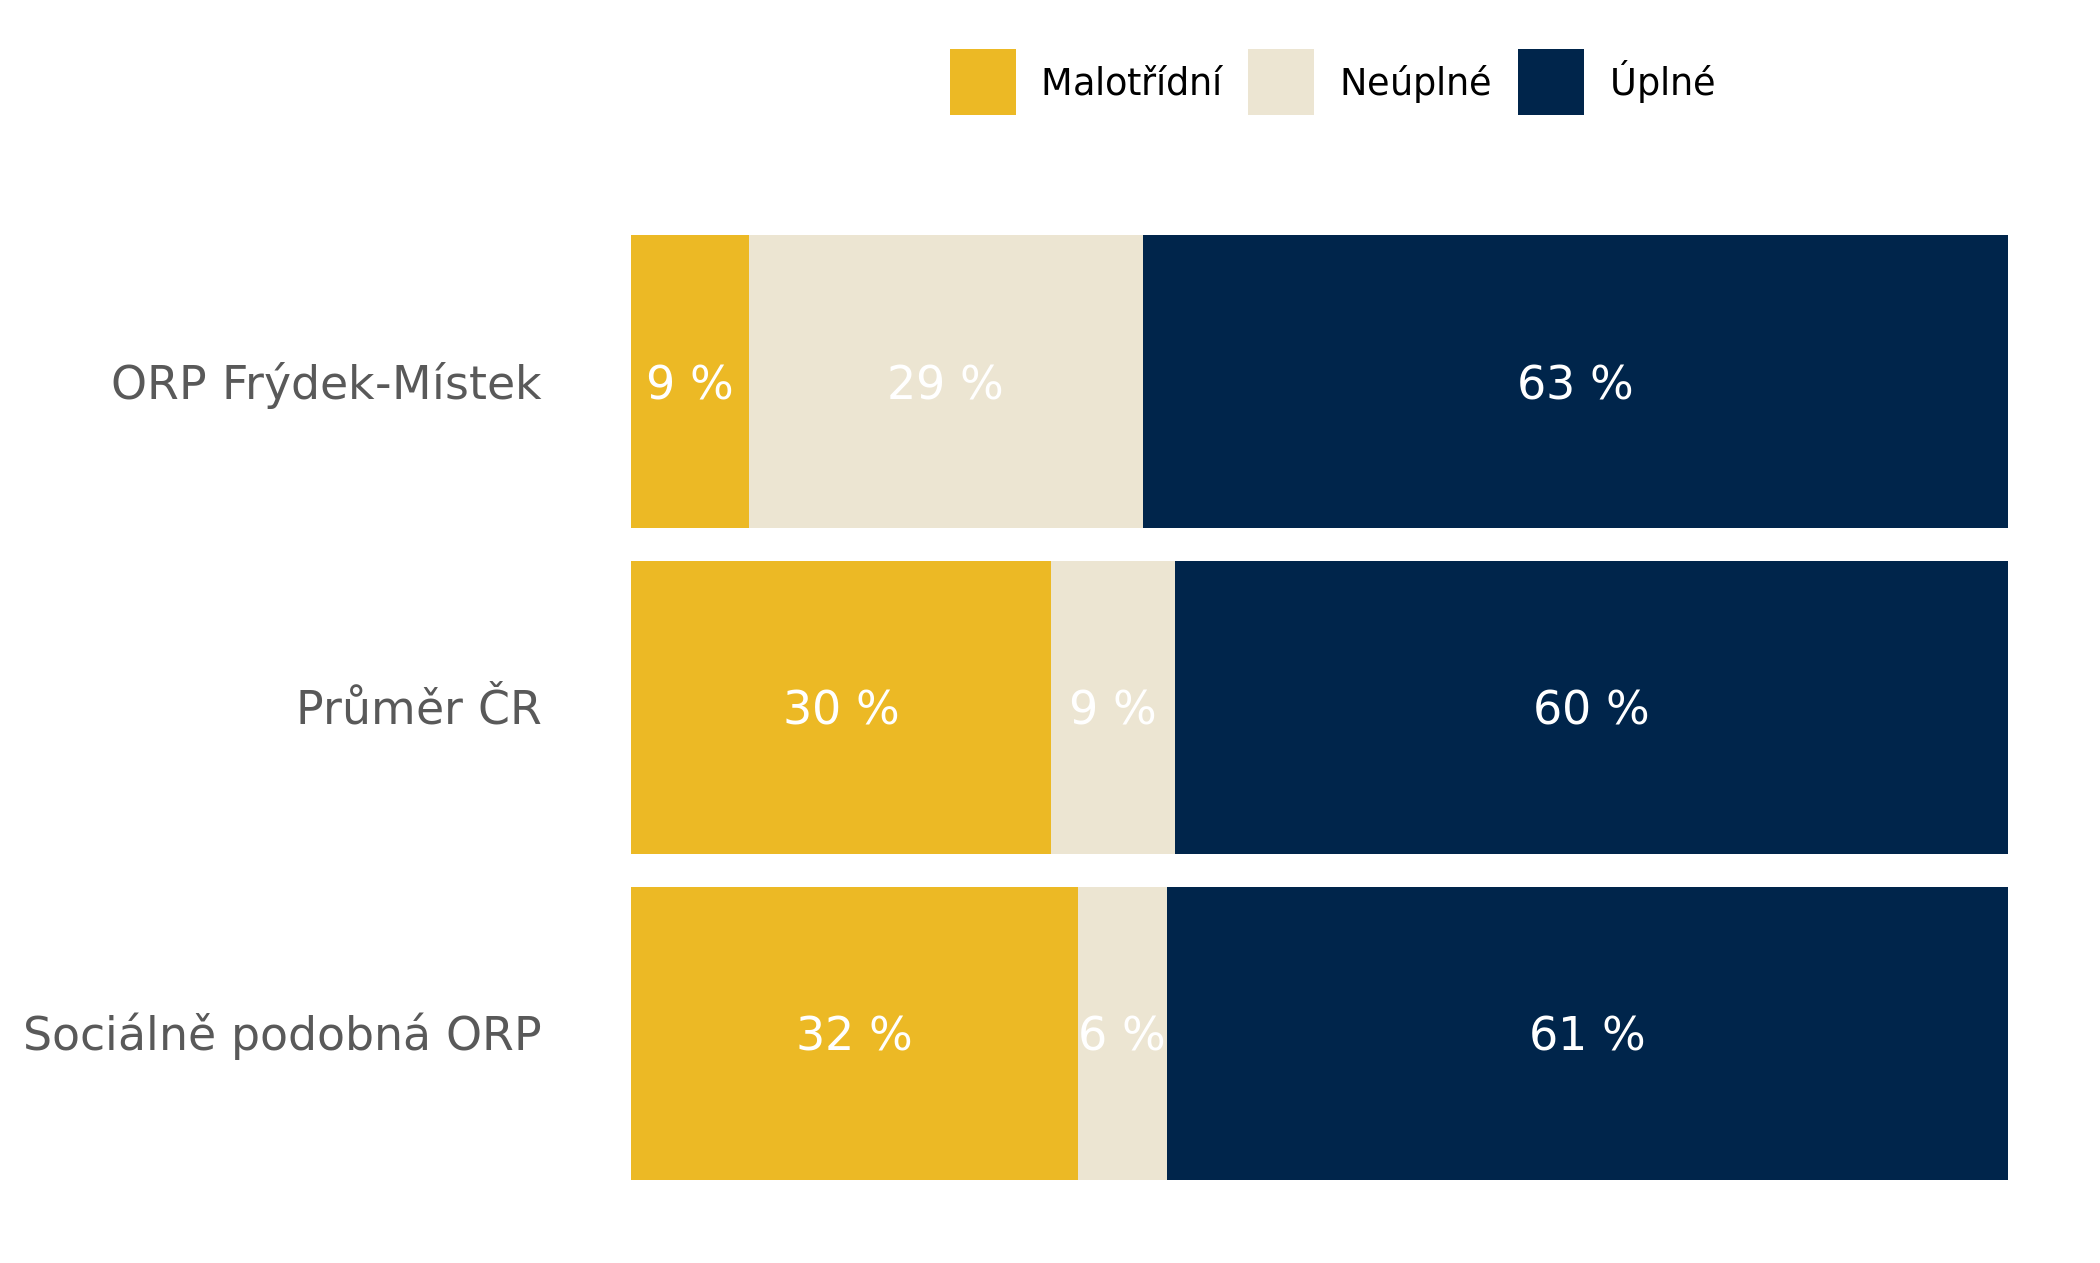 Malotřídní Neúplné Úplné
ORP Frýdek-Místek 9 % 29 % 63 %
Průměr ČR 30 % 9 % 60 %
Sociálně podobná ORP 32 % 6 % 61 %